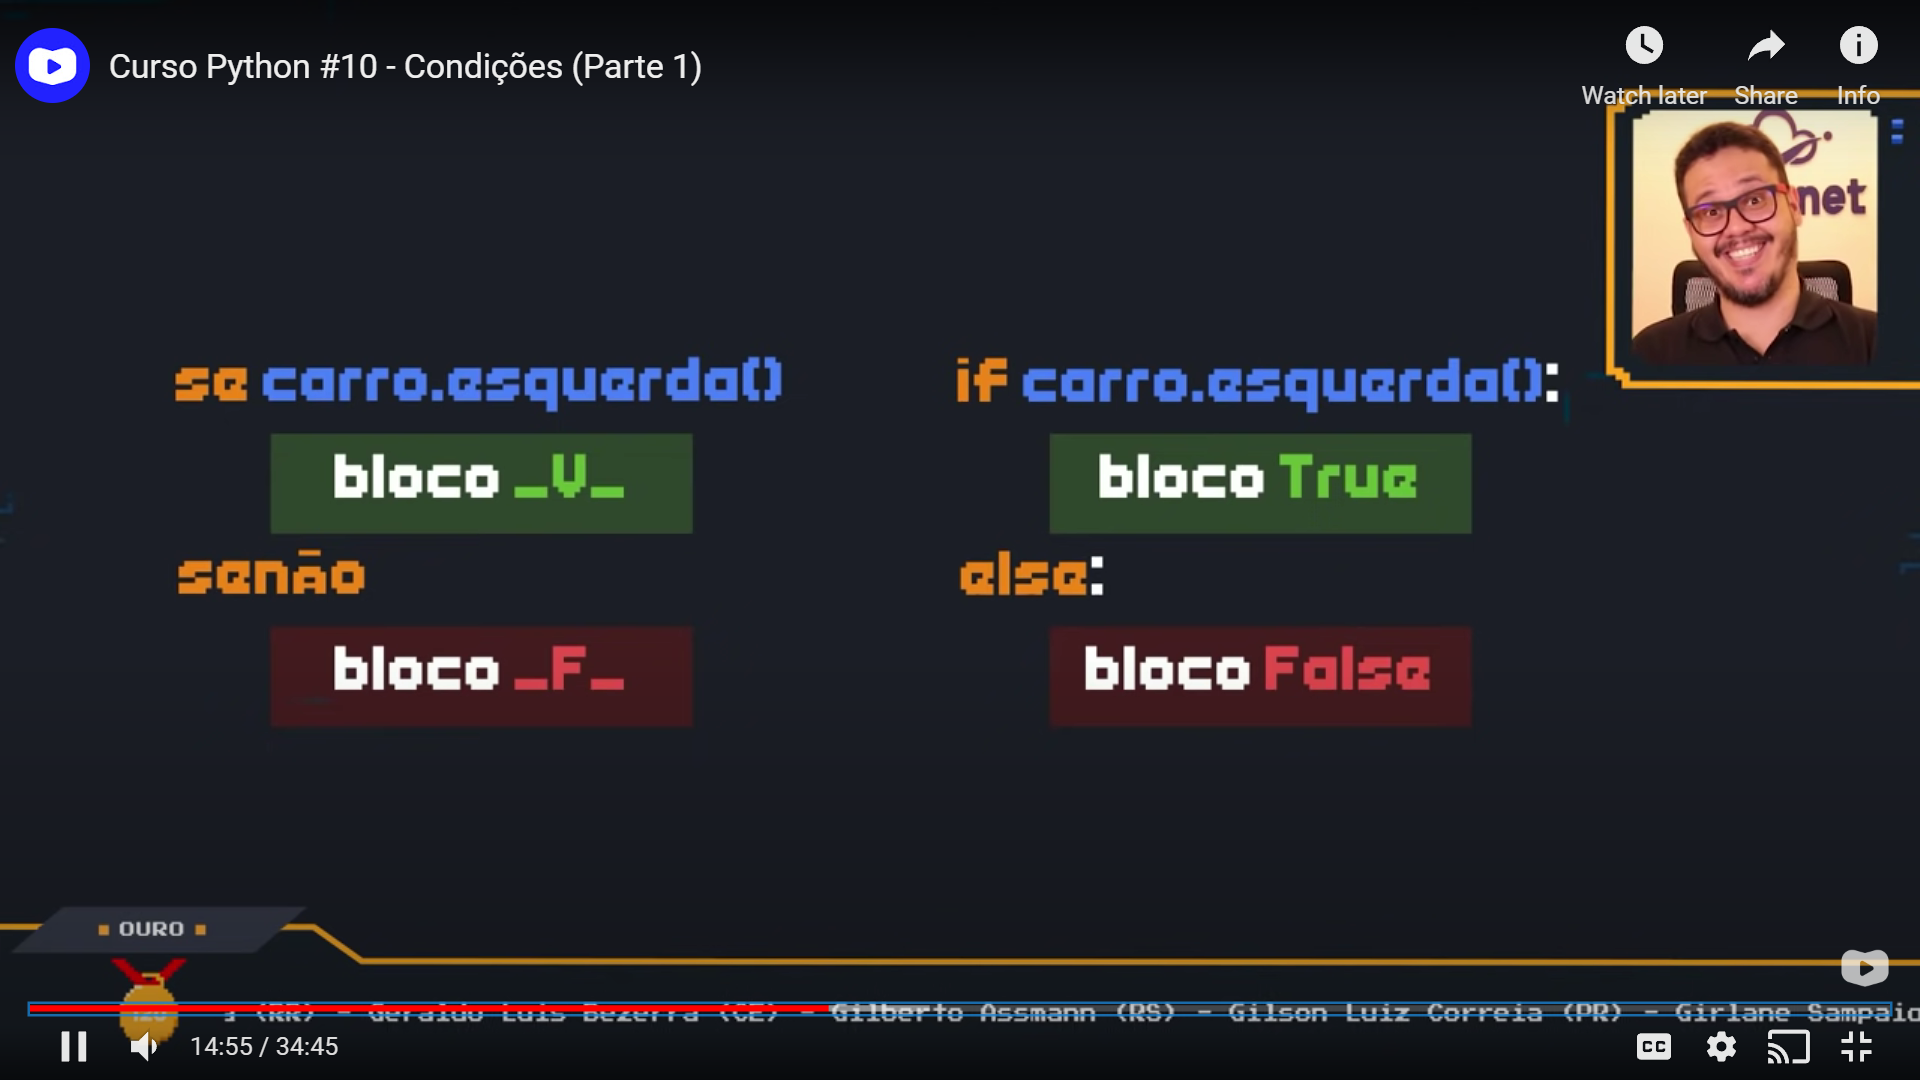 Curso Python #10 - Condições (Parte 1)
Watch later
Share
Info
net
se carro.esquerda()
bloco _V_
senão
bloco _F_
if carro.esquerda():
bloco True
else:
bloco False
OURO
(RR) - Geraldo Luis Bezerra (CE) - Gilberto Assmann (RS) - Gilson Luiz Correia (PR) - Girlane Sampaio
14:55 / 34:45
CC